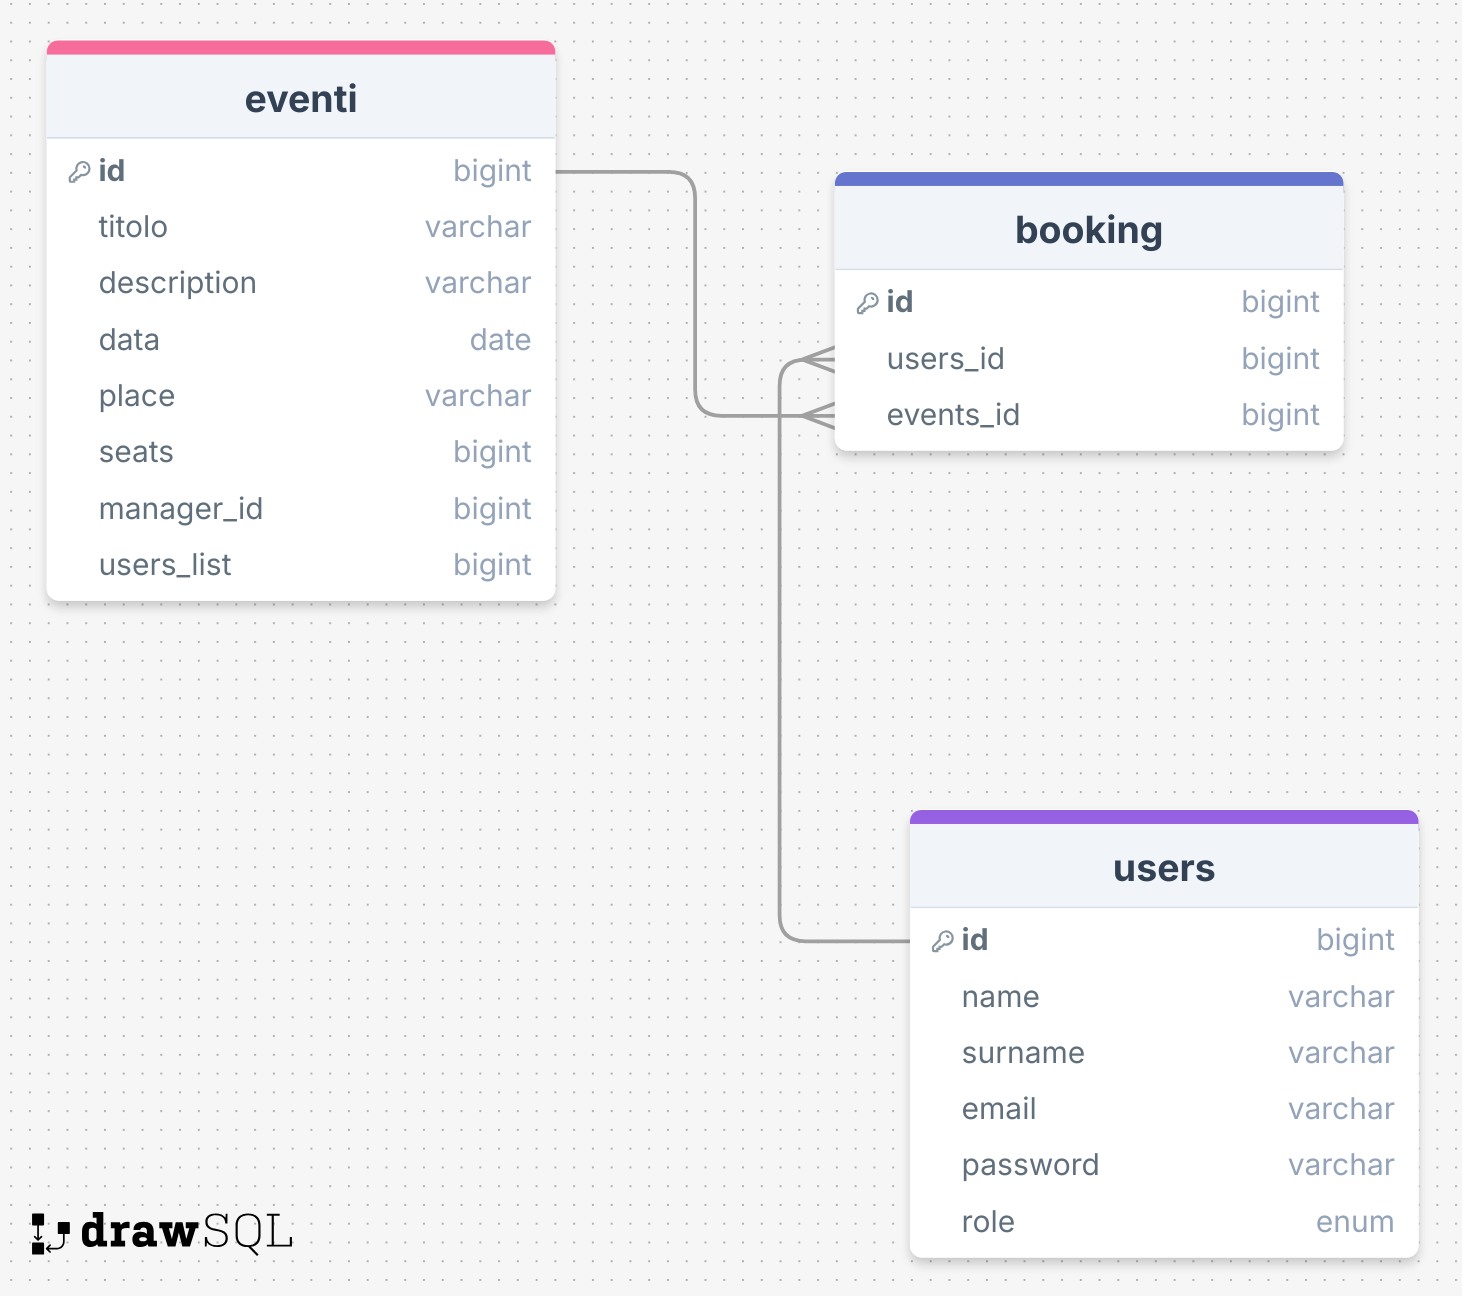 eventi
id bigint
titolo varchar
description varchar
data date
place varchar
seats bigint
manager_id bigint
users_list bigint
booking
id bigint
users_id bigint
events_id bigint
users
id bigint
name varchar
surname varchar
email varchar
password varchar
role enum
drawSQL